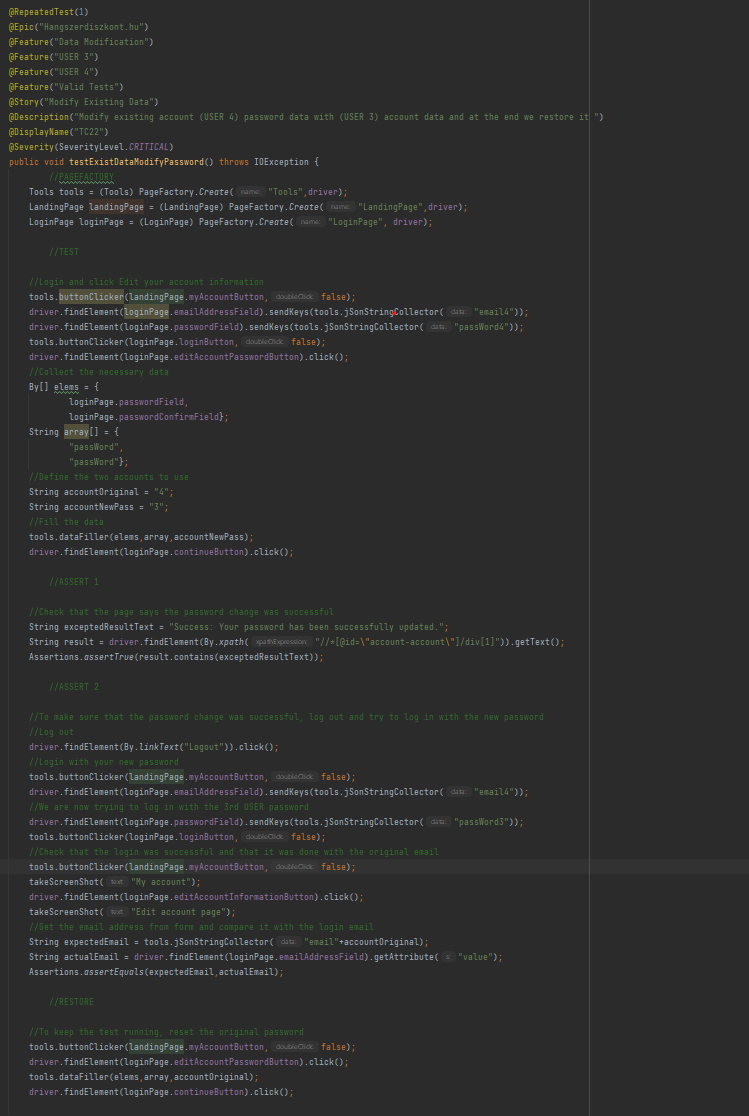 @RepeatedTest(1)
@Epic("Hangszerdiszkont.hu")
@Feature("Data Modification")
@Feature("USER 3")
@Feature("USER 4")
@Feature("Valid Tests")
@Story("Modify Existing Data")
@Description("Modify existing account (USER 4) password data with (USER 3) account data and at the end we restore it ")
@DisplayName("TC22")
@Severity(SeverityLevel.CRITICAL)
public void testExistDataModifyPassword() throws IOException {
//PAGEFACTORY
Tools tools = (Tools) PageFactory.Create( name: "Tools",driver);
LandingPage landingPage = (LandingPage) PageFactory.Create( name: "LandingPage",driver);
LoginPage loginPage = (LoginPage) PageFactory.Create( name: "LoginPage", driver);
//TEST
//Login and click Edit your account information
tools.buttonClicker(landingPage.myAccountButton, doubleClick: false);
driver.findElement(loginPage.emailAddressField).sendKeys(tools.jSonStringCollector( data: "email4"));
driver.findElement(loginPage.passwordField).sendKeys(tools.jSonStringCollector( data: "passWord4"));
tools.buttonClicker(loginPage.loginButton, doubleClick: false);
driver.findElement(loginPage.editAccountPasswordButton).click();
//Collect the necessary data
By[] elems = {
loginPage.passwordField,
loginPage.passwordConfirmField};
String array[] = {
"passWord",
"passWord"};
//Define the two accounts to use
String accountOriginal = "4";
String accountNewPass = "3";
//Fill the data
tools.dataFiller(elems,array,accountNewPass);
driver.findElement(loginPage.continueButton).click();
//ASSERT 1
//Check that the page says the password change was successful
String exceptedResultText = "Success: Your password has been successfully updated.";
String result = driver.findElement(By.xpath( xpathExpression: "//*[@id=\"account-account\"]/div[1]")).getText();
Assertions.assertTrue(result.contains(exceptedResultText));
//ASSERT 2
//To make sure that the password change was successful, log out and try to log in with the new password
//Log out
driver.findElement(By.linkText("Logout")).click();
//Login with your new password
tools.buttonClicker(landingPage.myAccountButton, doubleClick: false);
driver.findElement(loginPage.emailAddressField).sendKeys(tools.jSonStringCollector( data: "email4"));
//We are now trying to log in with the 3rd USER password
driver.findElement(loginPage.passwordField).sendKeys(tools.jSonStringCollector( data: "passWord3"));
tools.buttonClicker(loginPage.loginButton, doubleClick: false);
//Check that the login was successful and that it was done with the original email
tools.buttonClicker(landingPage.myAccountButton, doubleClick: false);
takeScreenShot( text: "My account");
driver.findElement(loginPage.editAccountInformationButton).click();
takeScreenShot( text: "Edit account page");
//Get the email address from form and compare it with the login email
String expectedEmail = tools.jSonStringCollector( data: "email"+accountOriginal);
String actualEmail = driver.findElement(loginPage.emailAddressField).getAttribute( s: "value");
Assertions.assertEquals(expectedEmail,actualEmail);
//RESTORE
//To keep the test running, reset the original password
tools.buttonClicker(landingPage.myAccountButton, doubleClick: false);
driver.findElement(loginPage.editAccountPasswordButton).click();
tools.dataFiller(elems,array,accountOriginal);
driver.findElement(loginPage.continueButton).click();